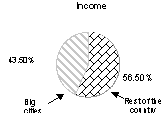 Income
43.50%
56.50%
Big
cities
Rest of the
country